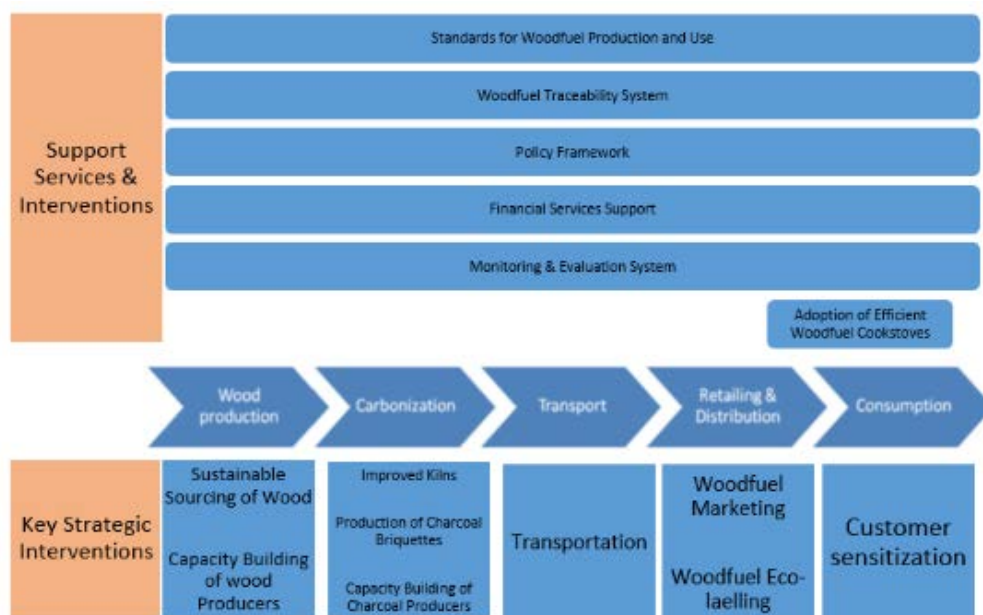 Support
Services &
Interventions
Standards for Woodfuel Production and Use
Woodfuel Traceability System
Policy Framework
Financial Services Support
Monitoring & Evaluation System
Adoption of Efficient
Woodfuel Cookstoves
Wood
production
Carbonization
Transport
Retailing &
Distribution
Consumption
Key Strategic
Interventions
Sustainable
Sourcing of Wood
Capacity Building
of wood
Producers
Improved Kilns
Production of Charcoal
Briquettes
Capacity Building of
Charcoal Producers
Transportation
Woodfuel
Marketing
Woodfuel Eco-
laelling
Customer
sensitization